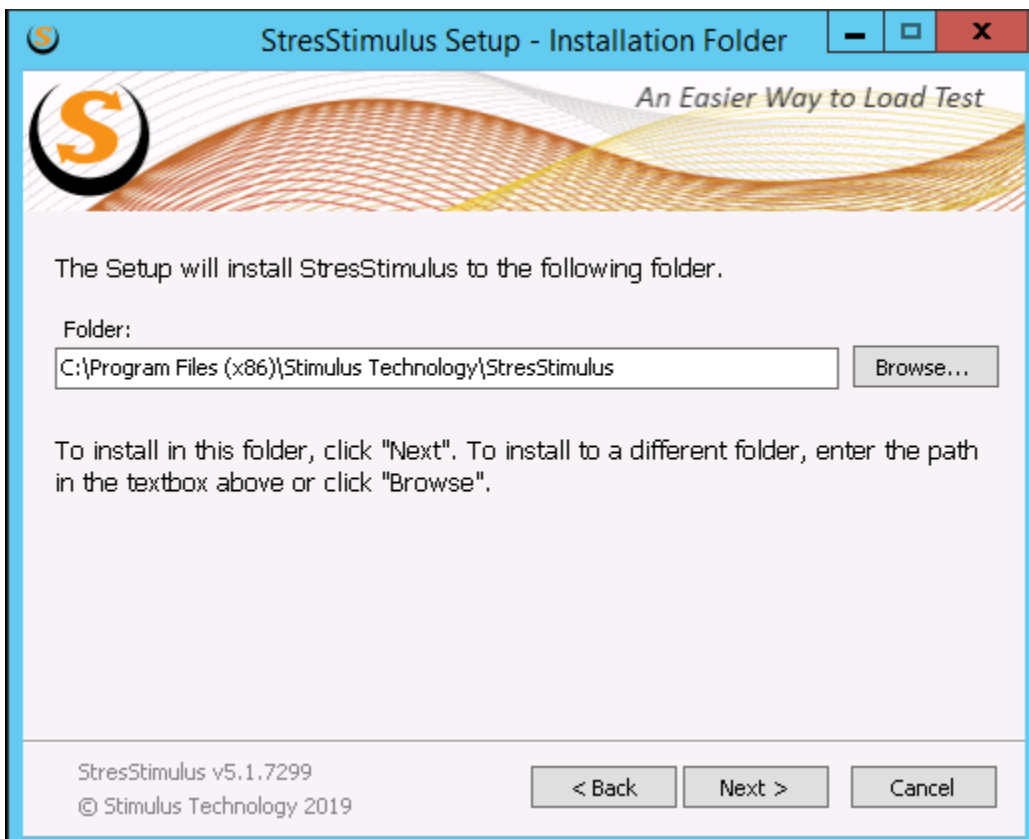 StresStimulus Setup - Installation Folder
An Easier Way to Load Test
The Setup will install StresStimulus to the following folder.
Folder:
C:\Program Files (x86)\Stimulus Technology\StresStimulus
Browse...
To install in this folder, click "Next". To install to a different folder, enter the path
in the textbox above or click "Browse".
StresStimulus v5.1.7299
© Stimulus Technology 2019
< Back
Next >
Cancel